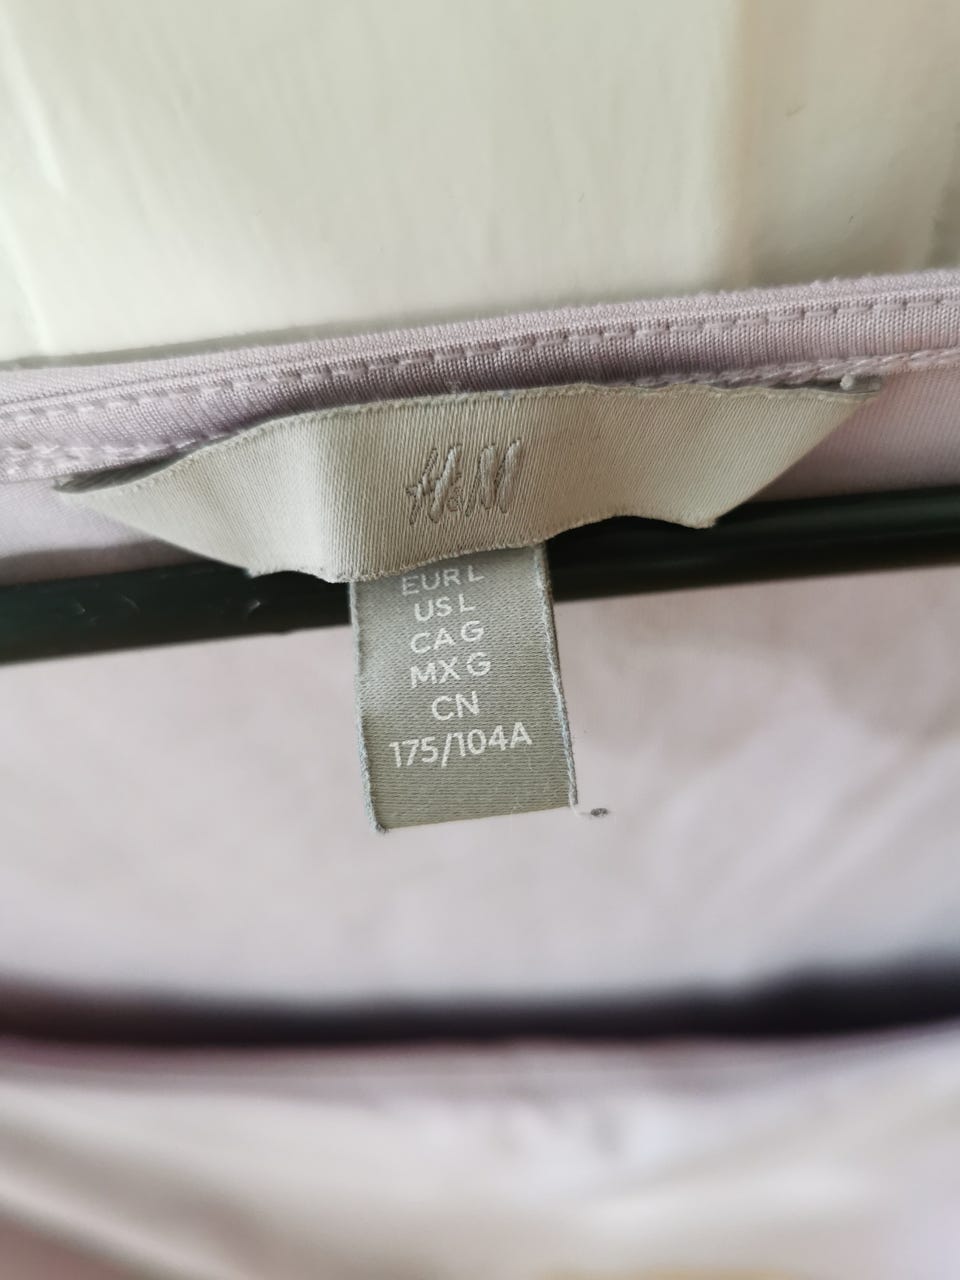 H&M
EUR L
US L
CA G
MX G
CN
175/104A